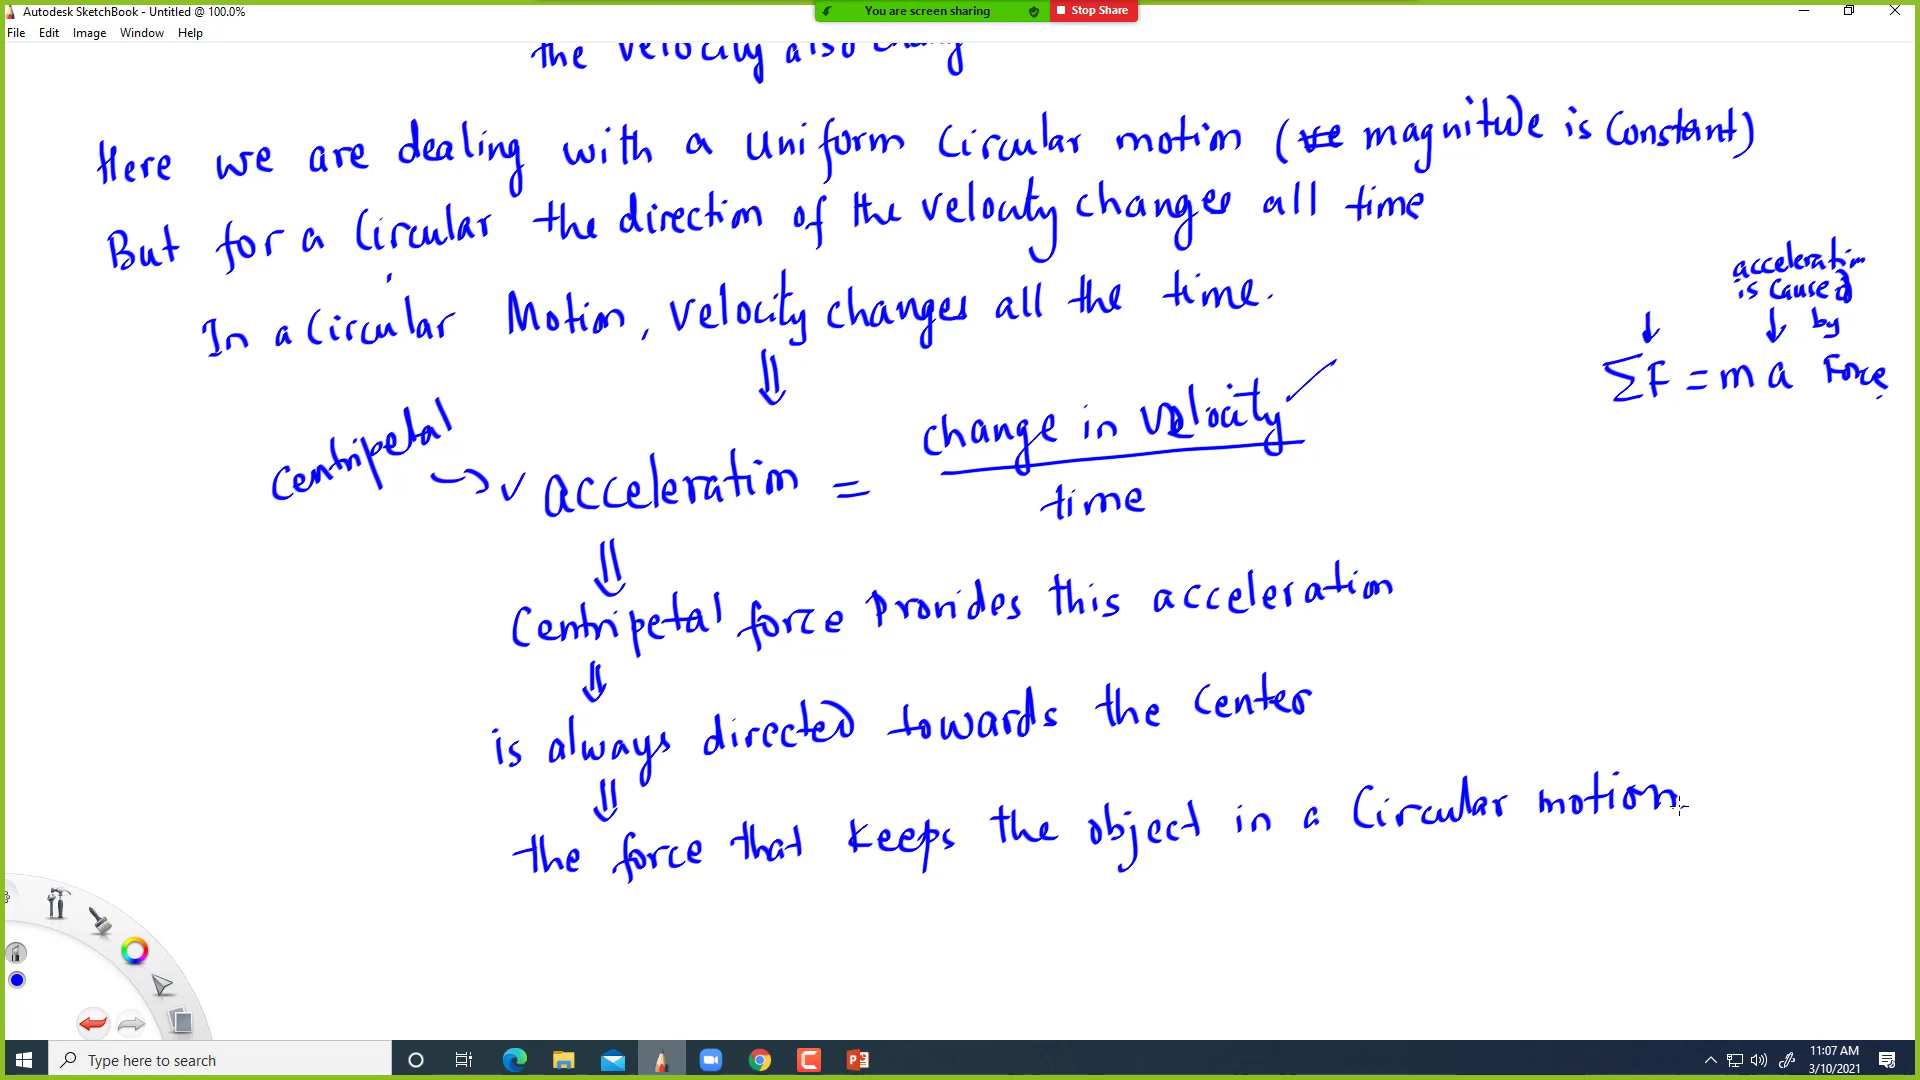 Autodesk SketchBook - Untitled @ 100.0%
You are screen sharing
Stop Share
File Edit Image Window Help
the velocity also
Here we are dealing with a uniform Circular motion ( magnitude is Constant)
But for a Circular the direction of the velocity changes all time
In a Circular Motion, velocity changes all the time.
acceleration
is caused
by
ΣF = ma Force
centripetal
acceleration = change in velocity
time
Centripetal force Provides this acceleration
is always directed towards the center
the force that keeps the object in a Circular motion
Type here to search
11:07 AM
3/10/2021